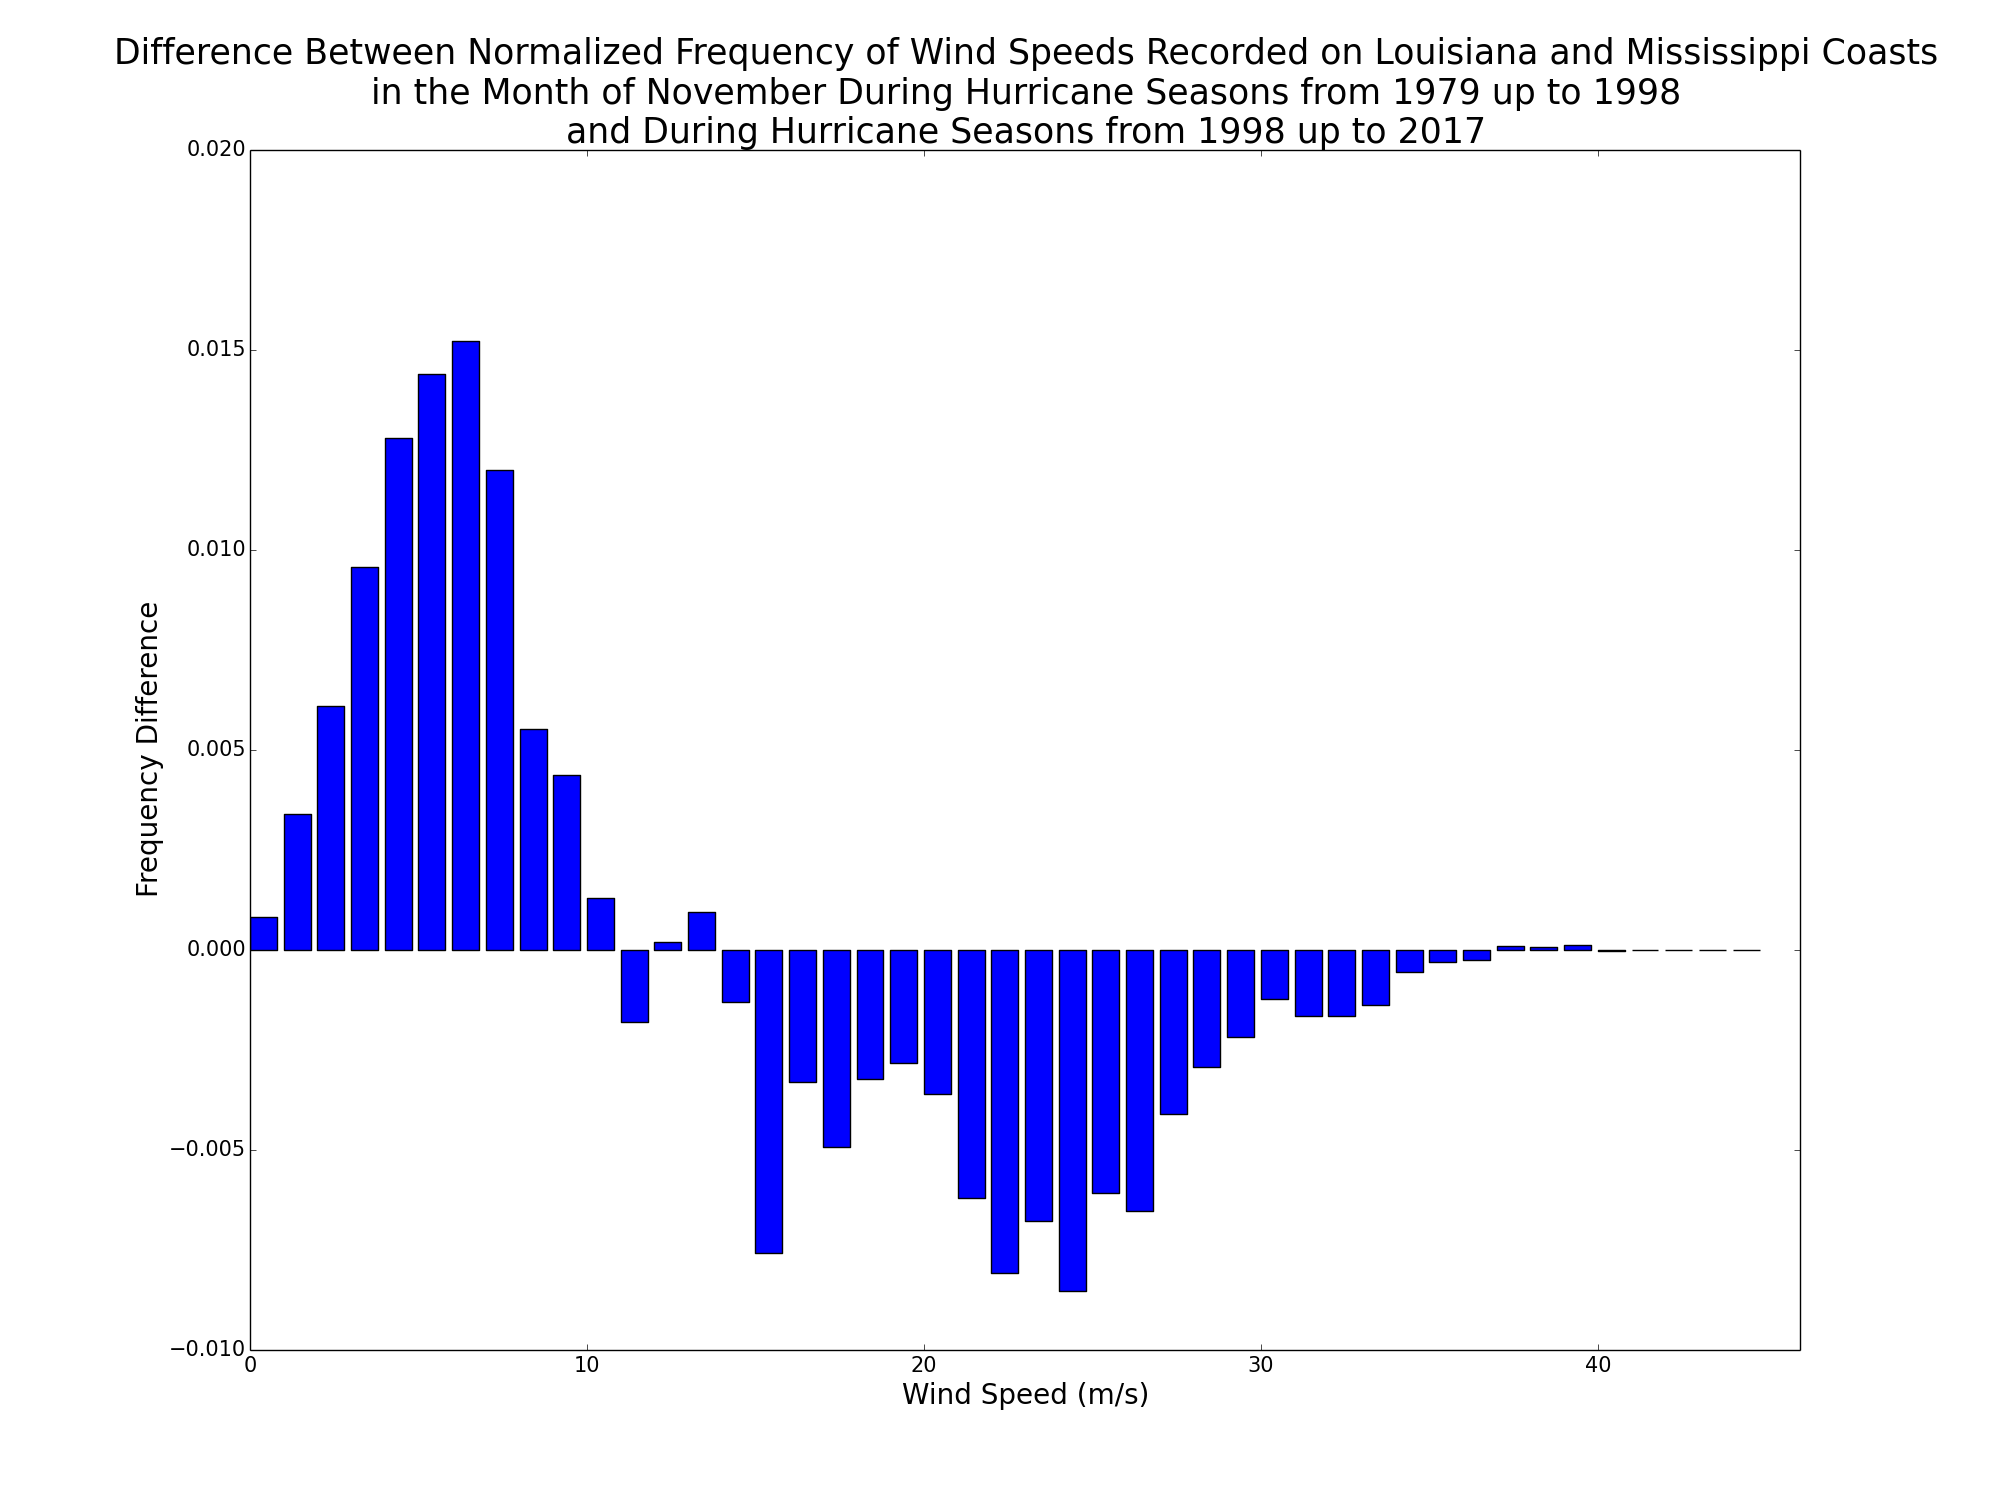 Difference Between Normalized Frequency of Wind Speeds Recorded on Louisiana and Mississippi Coasts
in the Month of November During Hurricane Seasons from 1979 up to 1998
and During Hurricane Seasons from 1998 up to 2017
0.020
0.015
0.010
0.005
0.000
−0.005
−0.010
Frequency Difference
0 10 20 30 40
Wind Speed (m/s)